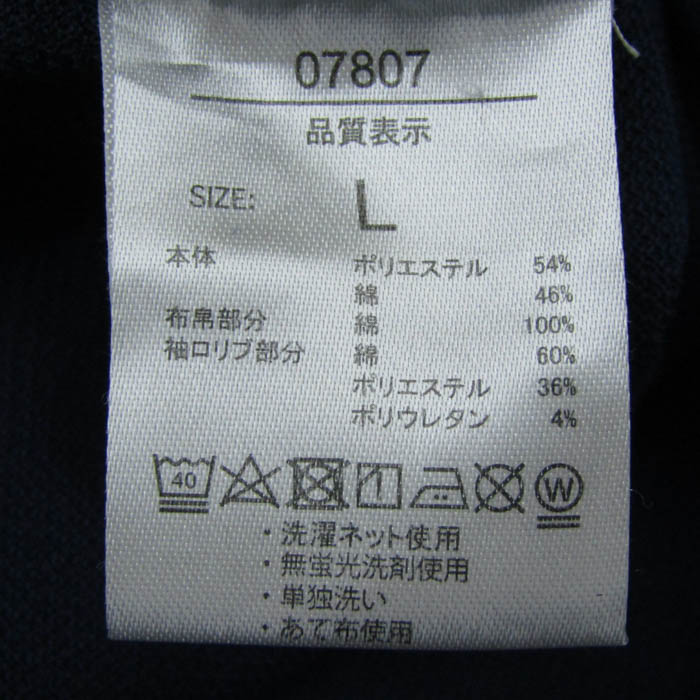 07807
品質表示
SIZE: L
本体 ポリエステル 54%
綿 46%
布帛部分 綿 100%
袖口リブ部分 綿 60%
ポリエステル 36%
ポリウレタン 4%
40 W
・洗濯ネット使用
・無蛍光洗剤使用
・単独洗い
・あて布使用